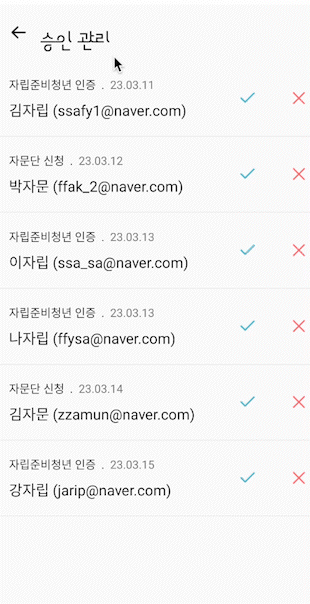 승인 관리
자립준비청년 인증 . 23.03.11
김자립 (ssafy1@naver.com)
자문단 신청 . 23.03.12
박자문 (ffak_2@naver.com)
자립준비청년 인증 . 23.03.13
이자립 (ssa_sa@naver.com)
자립준비청년 인증 . 23.03.13
나자립 (ffysa@naver.com)
자문단 신청 . 23.03.14
김자문 (zzamun@naver.com)
자립준비청년 인증 . 23.03.15
강자립 (jarip@naver.com)